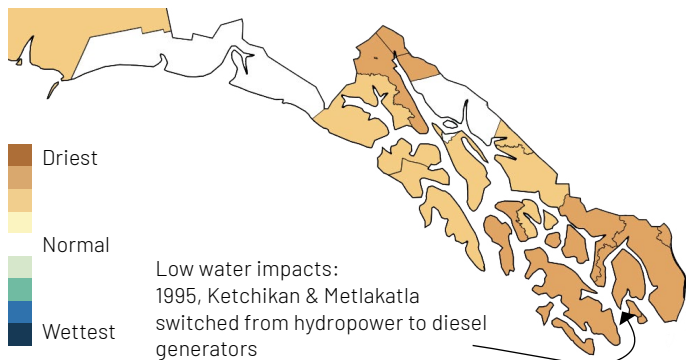 Driest
Normal
Wettest
Low water impacts:
1995, Ketchikan & Metlakatla
switched from hydropower to diesel
generators